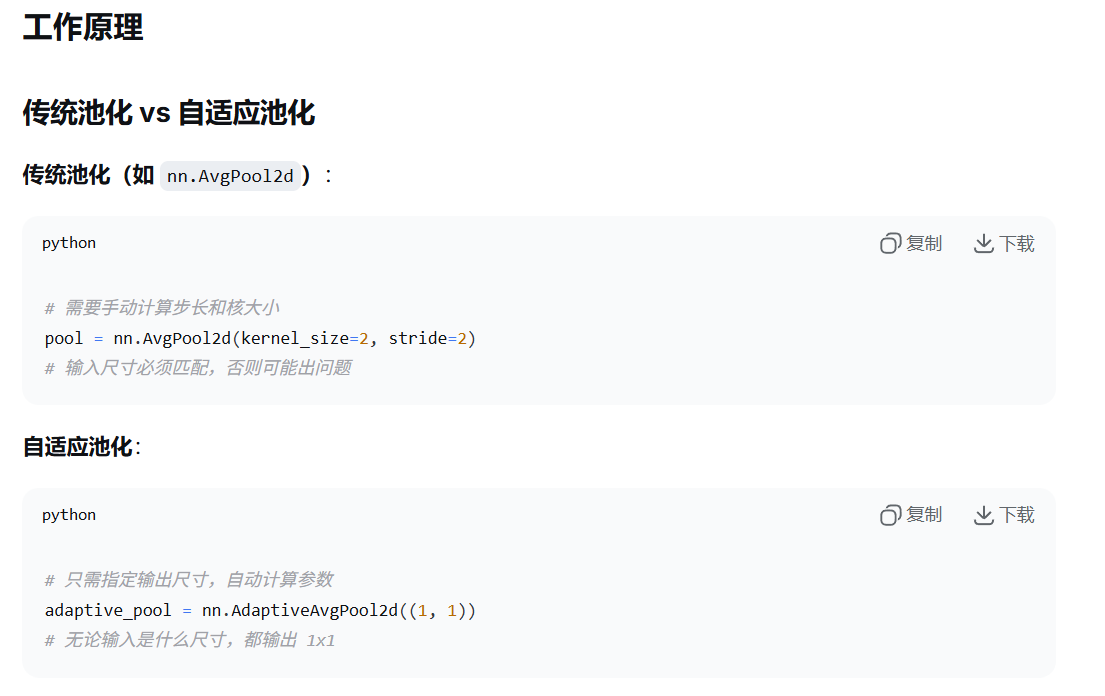 工作原理
传统池化 vs 自适应池化
传统池化（如 nn.AvgPool2d）：
python
复制
下载
# 需要手动计算步长和核大小
pool = nn.AvgPool2d(kernel_size=2, stride=2)
# 输入尺寸必须匹配，否则可能出问题
自适应池化：
python
复制
下载
# 只需指定输出尺寸，自动计算参数
adaptive_pool = nn.AdaptiveAvgPool2d((1, 1))
# 无论输入是什么尺寸，都输出 1x1